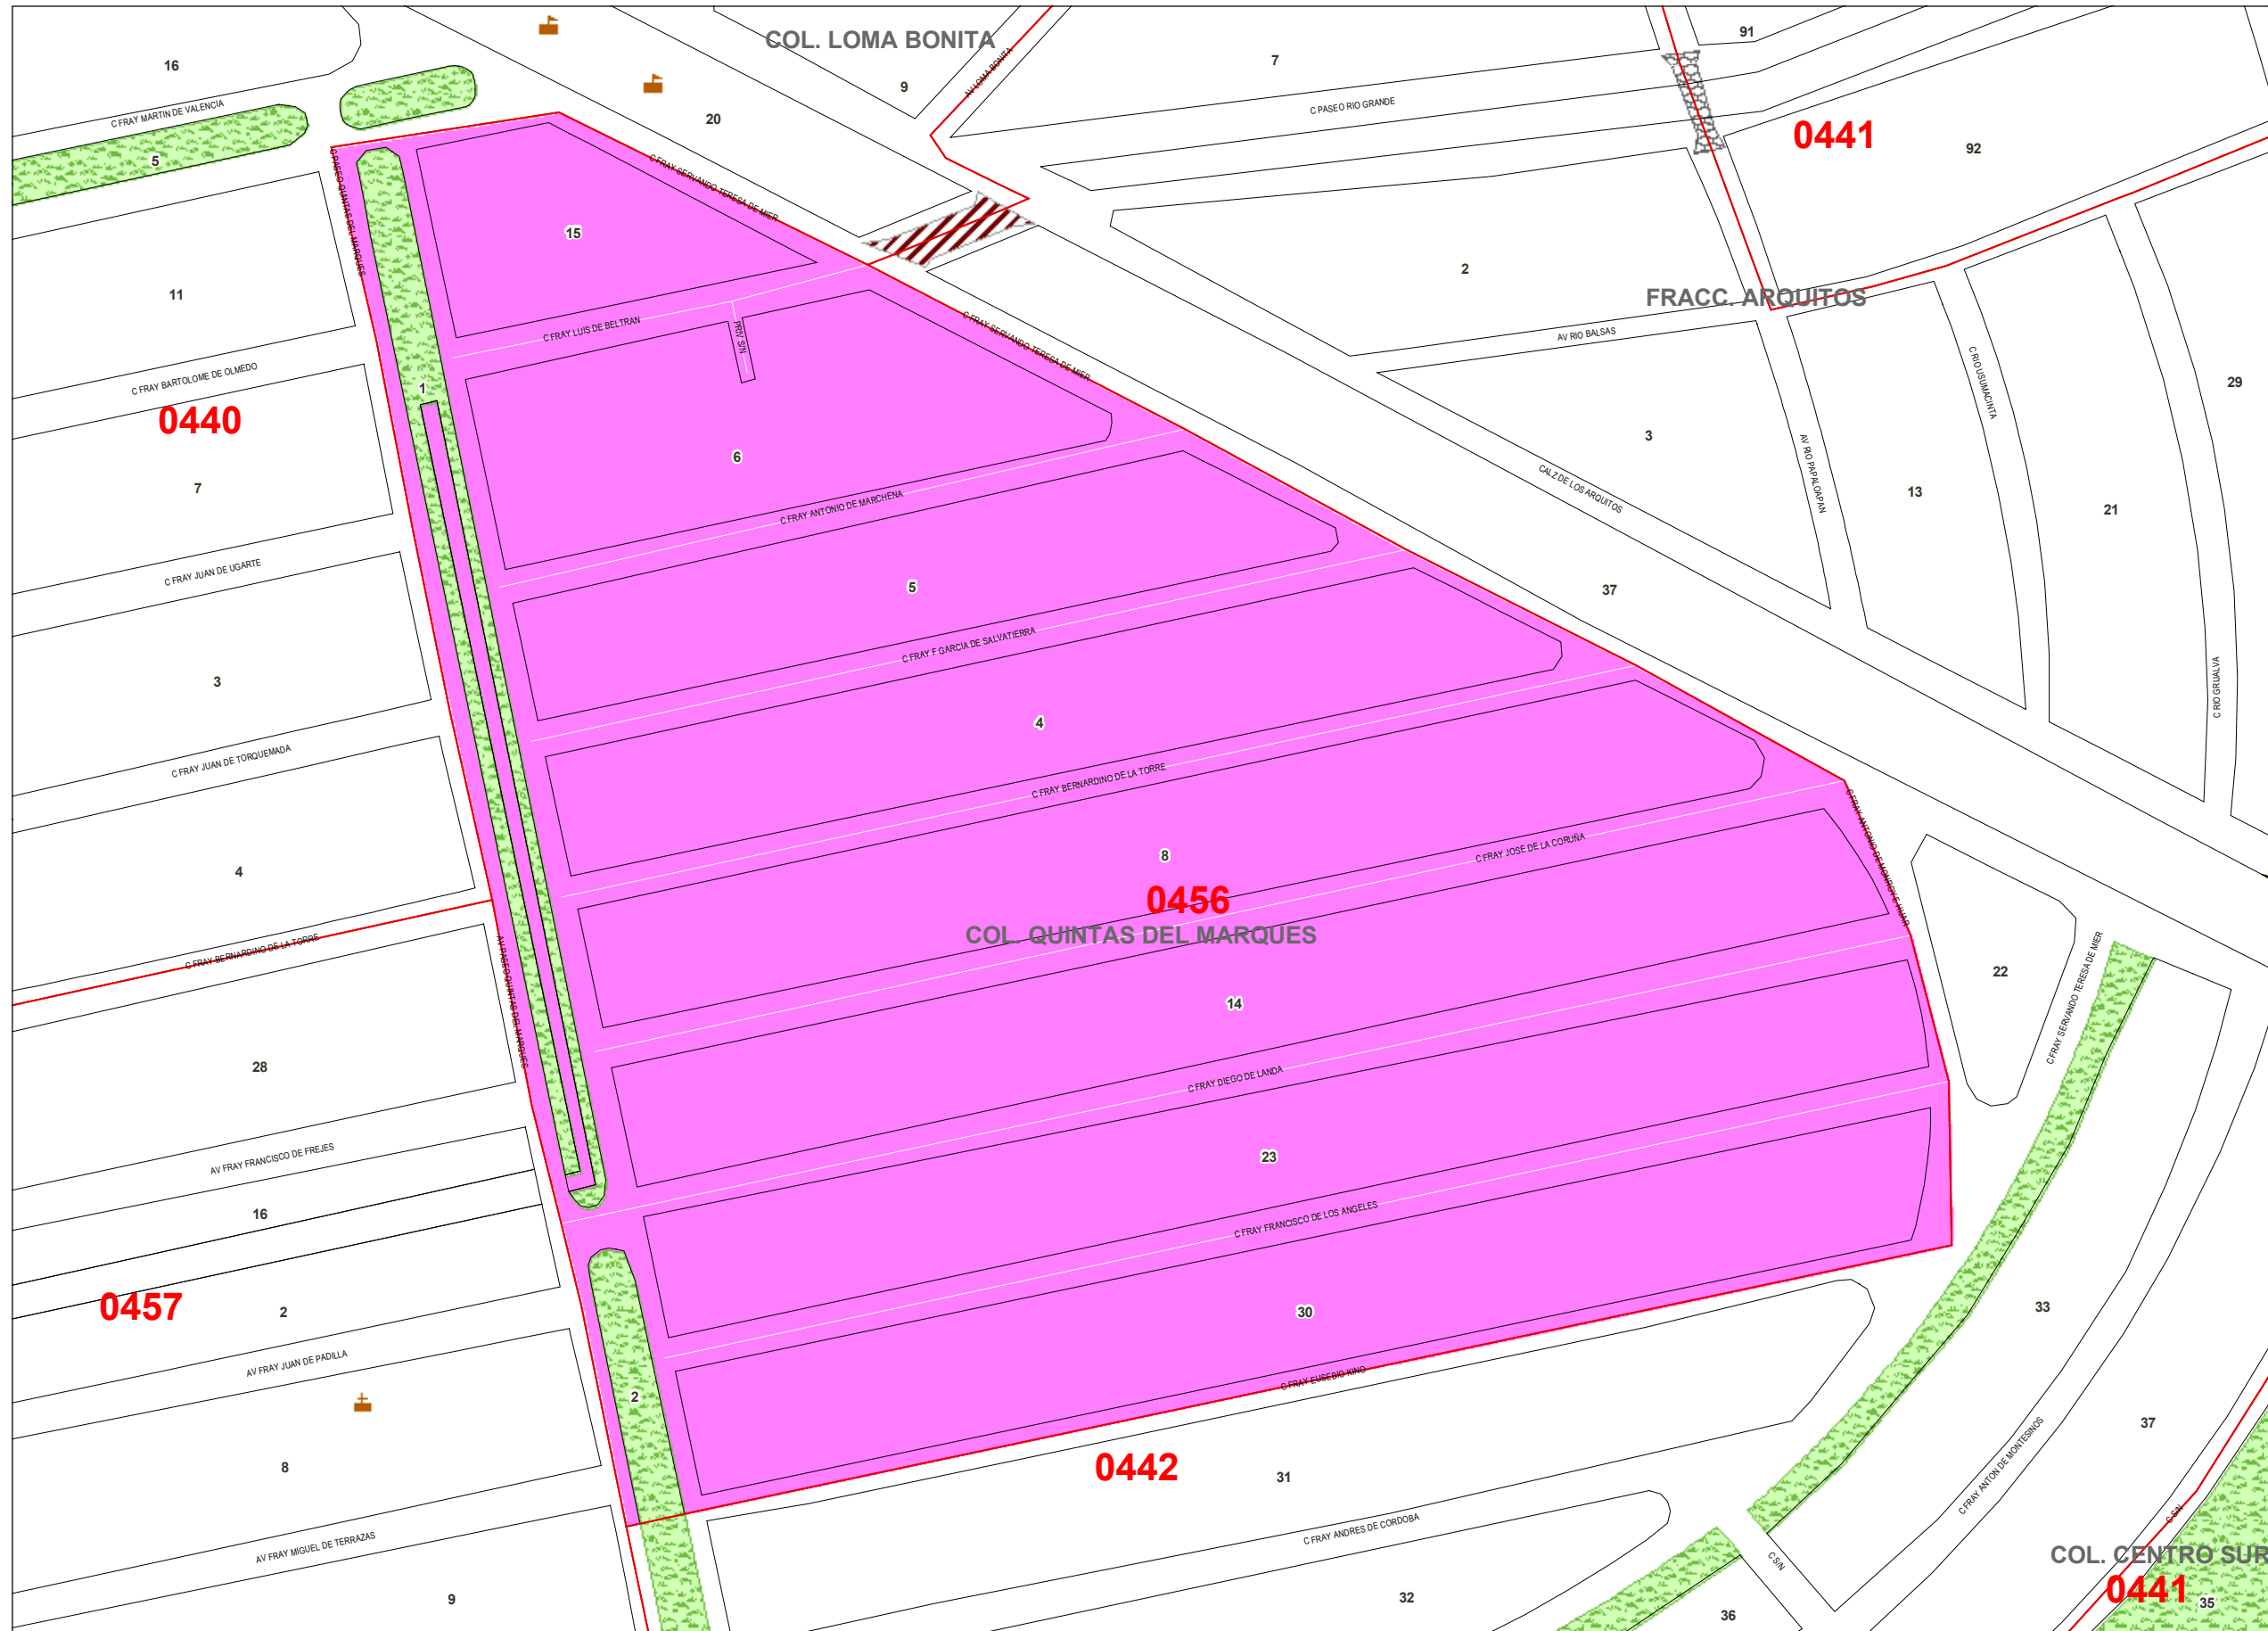 COL. LOMA BONITA
91
16
7
9
AV LOMA BONITA
C FRAY MARTIN DE VALENCIA
C PASEO RIO GRANDE
20
0441
92
5
C PASEO QUINTAS DEL MARQUES
C FRAY SERVANDO TERESA DE MIER
15
2
11
FRACC. ARQUITOS
C FRAY LUIS DE BELTRAN
PRIV S/N
C FRAY SERVANDO TERESA DE MIER
AV RIO BALSAS
C FRAY BARTOLOME DE OLMEDO
1
C RIO USUMACINTA
29
0440
3
6
AV RIO PAPALOAPAN
7
CALZ DE LOS ARQUITOS
13
C FRAY ANTONIO DE MARCHENA
21
C FRAY JUAN DE UGARTE
5
37
C FRAY F GARCIA DE SALVATIERRA
3
C RIO GRIJALVA
4
C FRAY JUAN DE TORQUEMADA
C FRAY BERNARDINO DE LA TORRE
C FRAY ANTONIO DE MONROY E HIJAR
8
C FRAY JOSE DE LA CORUÑA
4
0456
COL. QUINTAS DEL MARQUES
C FRAY BERNARDINO DE LA TORRE
AV PASEO QUINTAS DEL MARQUES
22
C FRAY SERVANDO TERESA DE MIER
14
28
C FRAY DIEGO DE LANDA
AV FRAY FRANCISCO DE FREJES
23
16
C FRAY FRANCISCO DE LOS ANGELES
0457
2
30
33
AV FRAY JUAN DE PADILLA
C FRAY EUSEBIO KINO
2
37
8
0442
31
C FRAY ANTON DE MONTESINOS
C S/N
C FRAY ANDRES DE CORDOBA
AV FRAY MIGUEL DE TERRAZAS
C S/N
COL. CENTRO SUR
0441
9
32
35
36